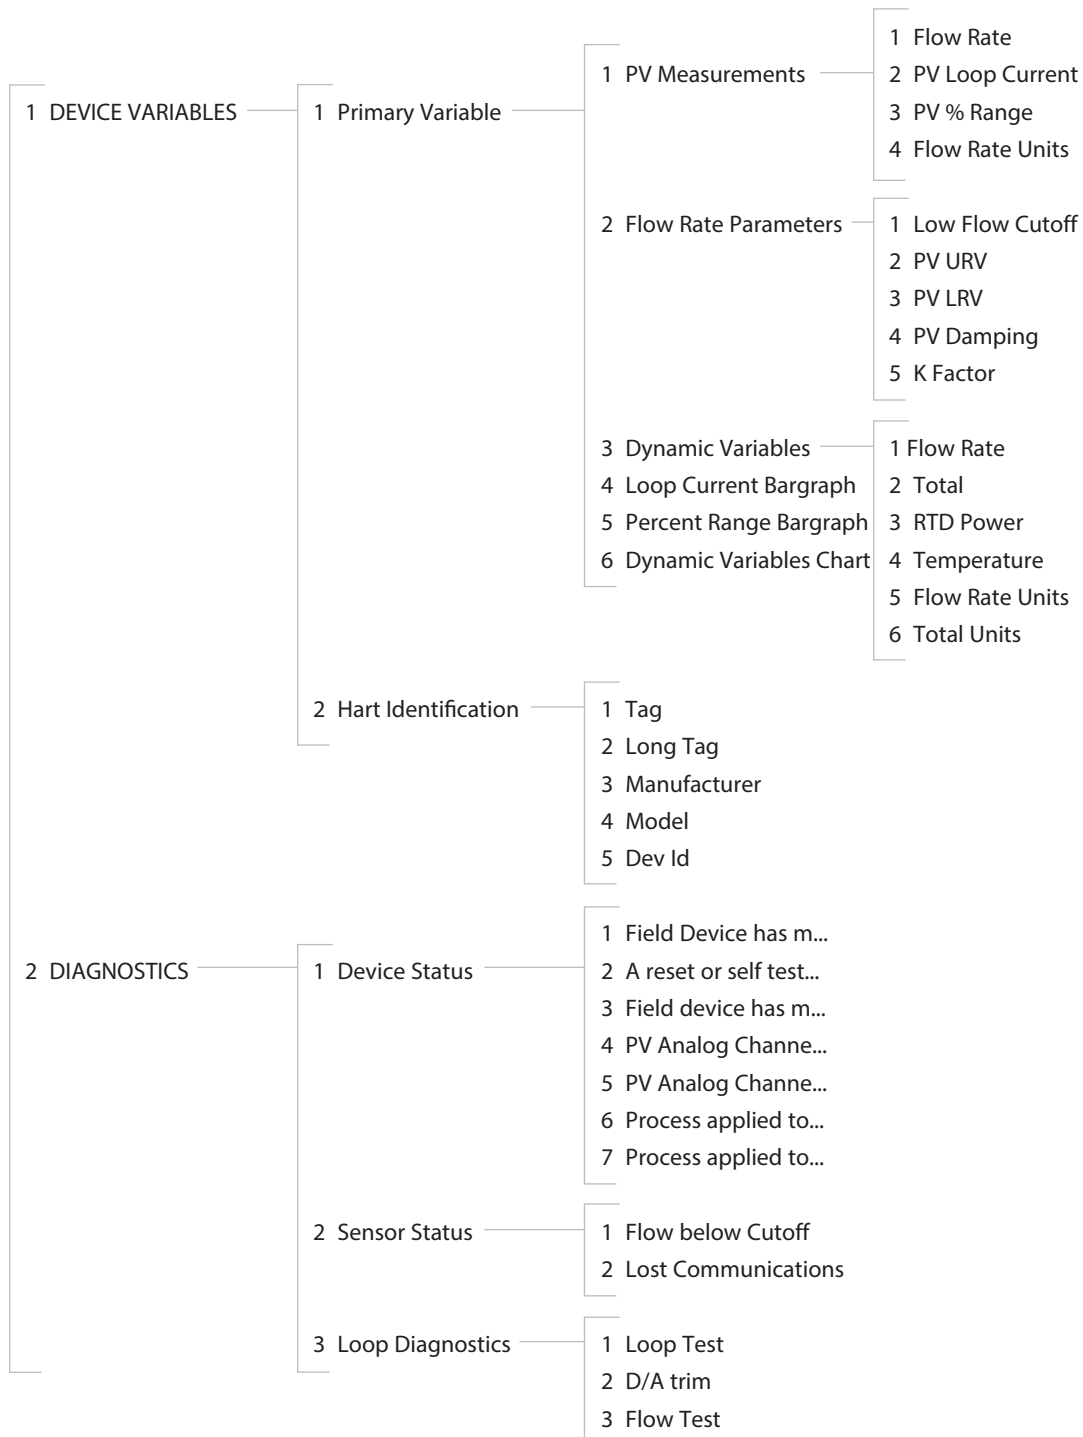 1 DEVICE VARIABLES
1 Primary Variable
1 PV Measurements
1 Flow Rate
2 PV Loop Current
3 PV % Range
4 Flow Rate Units
2 Flow Rate Parameters
1 Low Flow Cutoff
2 PV URV
3 PV LRV
4 PV Damping
5 K Factor
3 Dynamic Variables
4 Loop Current Bargraph
5 Percent Range Bargraph
6 Dynamic Variables Chart
1 Flow Rate
2 Total
3 RTD Power
4 Temperature
5 Flow Rate Units
6 Total Units
2 Hart Identification
1 Tag
2 Long Tag
3 Manufacturer
4 Model
5 Dev Id
2 DIAGNOSTICS
1 Device Status
1 Field Device has m...
2 A reset or self test...
3 Field device has m...
4 PV Analog Channe...
5 PV Analog Channe...
6 Process applied to...
7 Process applied to...
2 Sensor Status
1 Flow below Cutoff
2 Lost Communications
3 Loop Diagnostics
1 Loop Test
2 D/A trim
3 Flow Test